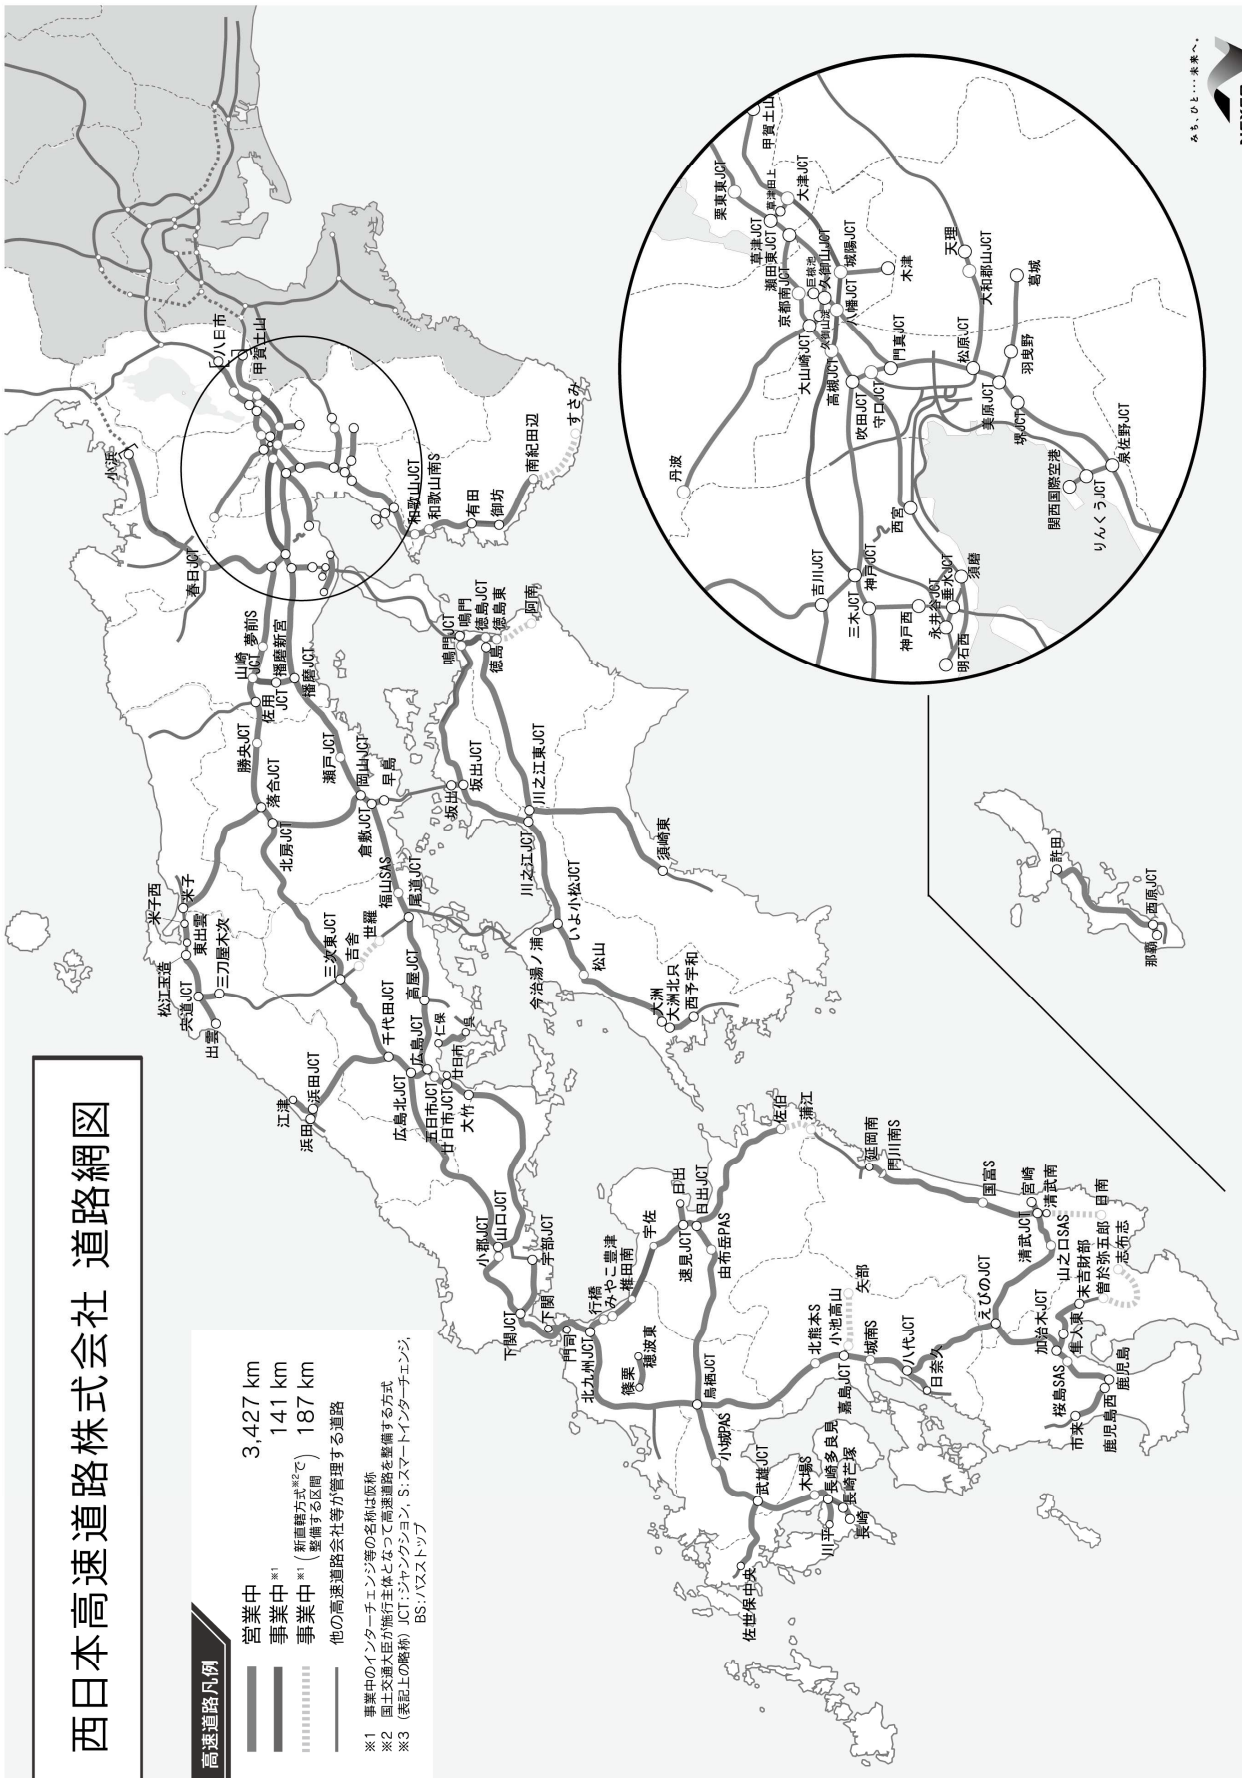 西日本高速道路株式会社 道路網図
高速道路凡例
営業中 3,427 km
事業中※1 141 km
事業中※1（新直轄方式※2で整備する区間） 187 km
他の高速道路会社等が管理する道路
※1 事業中のインターチェンジ等の名称は仮称
※2 国土交通大臣が施行主体となって高速道路を整備する方式
※3 (表記上の略称) JCT:ジャンクション, S:スマートインターチェンジ,
BS:バスストップ
みち、ひと…未来へ。
小浜
八日市
甲賀土山
春日JCT
和歌山JCT
和歌山南S
有田
御坊
南紀田辺
すさみ
山崎JCT
夢前S
播磨新宮
播磨JCT
佐用JCT
勝央JCT
落合JCT
北房JCT
瀬戸JCT
岡山JCT
倉敷JCT
早島
福山SAS
尾道JCT
世羅
吉舎
三次東JCT
高屋JCT
米子西
米子
東出雲
松江玉造
宍道JCT
三刀屋木次
出雲
江津
浜田JCT
浜田
千代田JCT
広島北JCT
広島JCT
五日市JCT
廿日市JCT
廿日市
仁保
呉
大竹
小郡JCT
山口JCT
宇部JCT
下関JCT
下関
鳴門JCT
鳴門
徳島JCT
徳島東
徳島
阿南
坂出
坂出JCT
川之江東JCT
川之江JCT
須崎東
いよ小松JCT
今治湯ノ浦
松山
大洲
大洲北只
西予宇和
門司
北九州JCT
行橋
みやこ豊津
椎田南
宇佐
日出
速見JCT
日出JCT
由布岳PAS
佐伯
蒲江
篠栗
穂波東
鳥栖JCT
小城PAS
武雄JCT
佐世保中央
木場S
長崎多良見
長崎芒塚
川平
長崎
北熊本S
小池高山
嘉島JCT
矢部
城南S
八代JCT
日奈久
えびのJCT
延岡南
門川南S
国富S
宮崎
清武JCT
清武南
日南
山之口SAS
末吉財部
曽於弥五郎
志布志
加治木JCT
隼人東
桜島SAS
鹿児島
鹿児島西
市来
許田
西原JCT
那覇
栗東東JCT
甲賀土山
草津田上
大津JCT
草津JCT
瀬田東JCT
京都南JCT
巨椋池
久御山JCT
城陽JCT
木津
大山崎JCT
久御山淀
八幡JCT
高槻JCT
吹田JCT
守口JCT
門真JCT
丹波
天理
大和郡山JCT
葛城
松原JCT
羽曳野
美原JCT
堺JCT
泉佐野JCT
関西国際空港
りんくうJCT
西宮
吉川JCT
神戸JCT
三木JCT
神戸西
永井谷JCT
垂水JCT
須磨
明石西